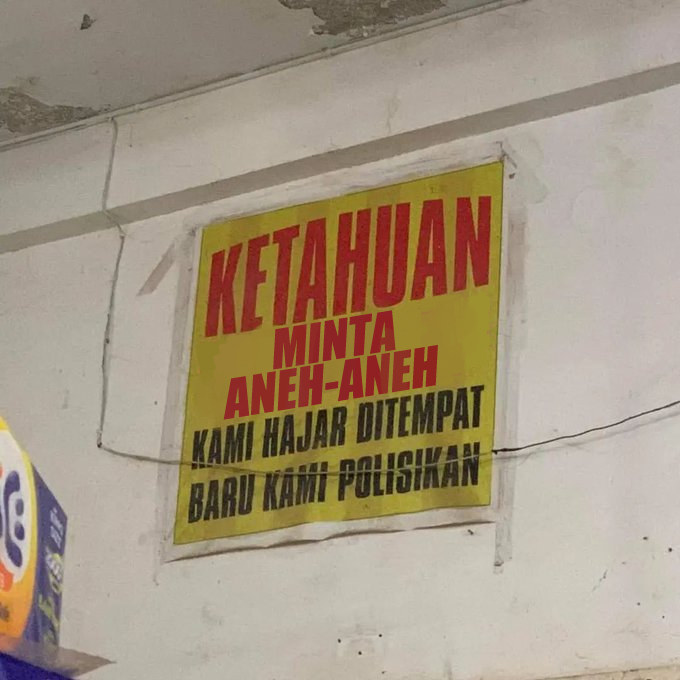 KETAHUAN
MINTA
ANEH-ANEH
KAMI HAJAR DITEMPAT
BARU KAMI POLISIKAN